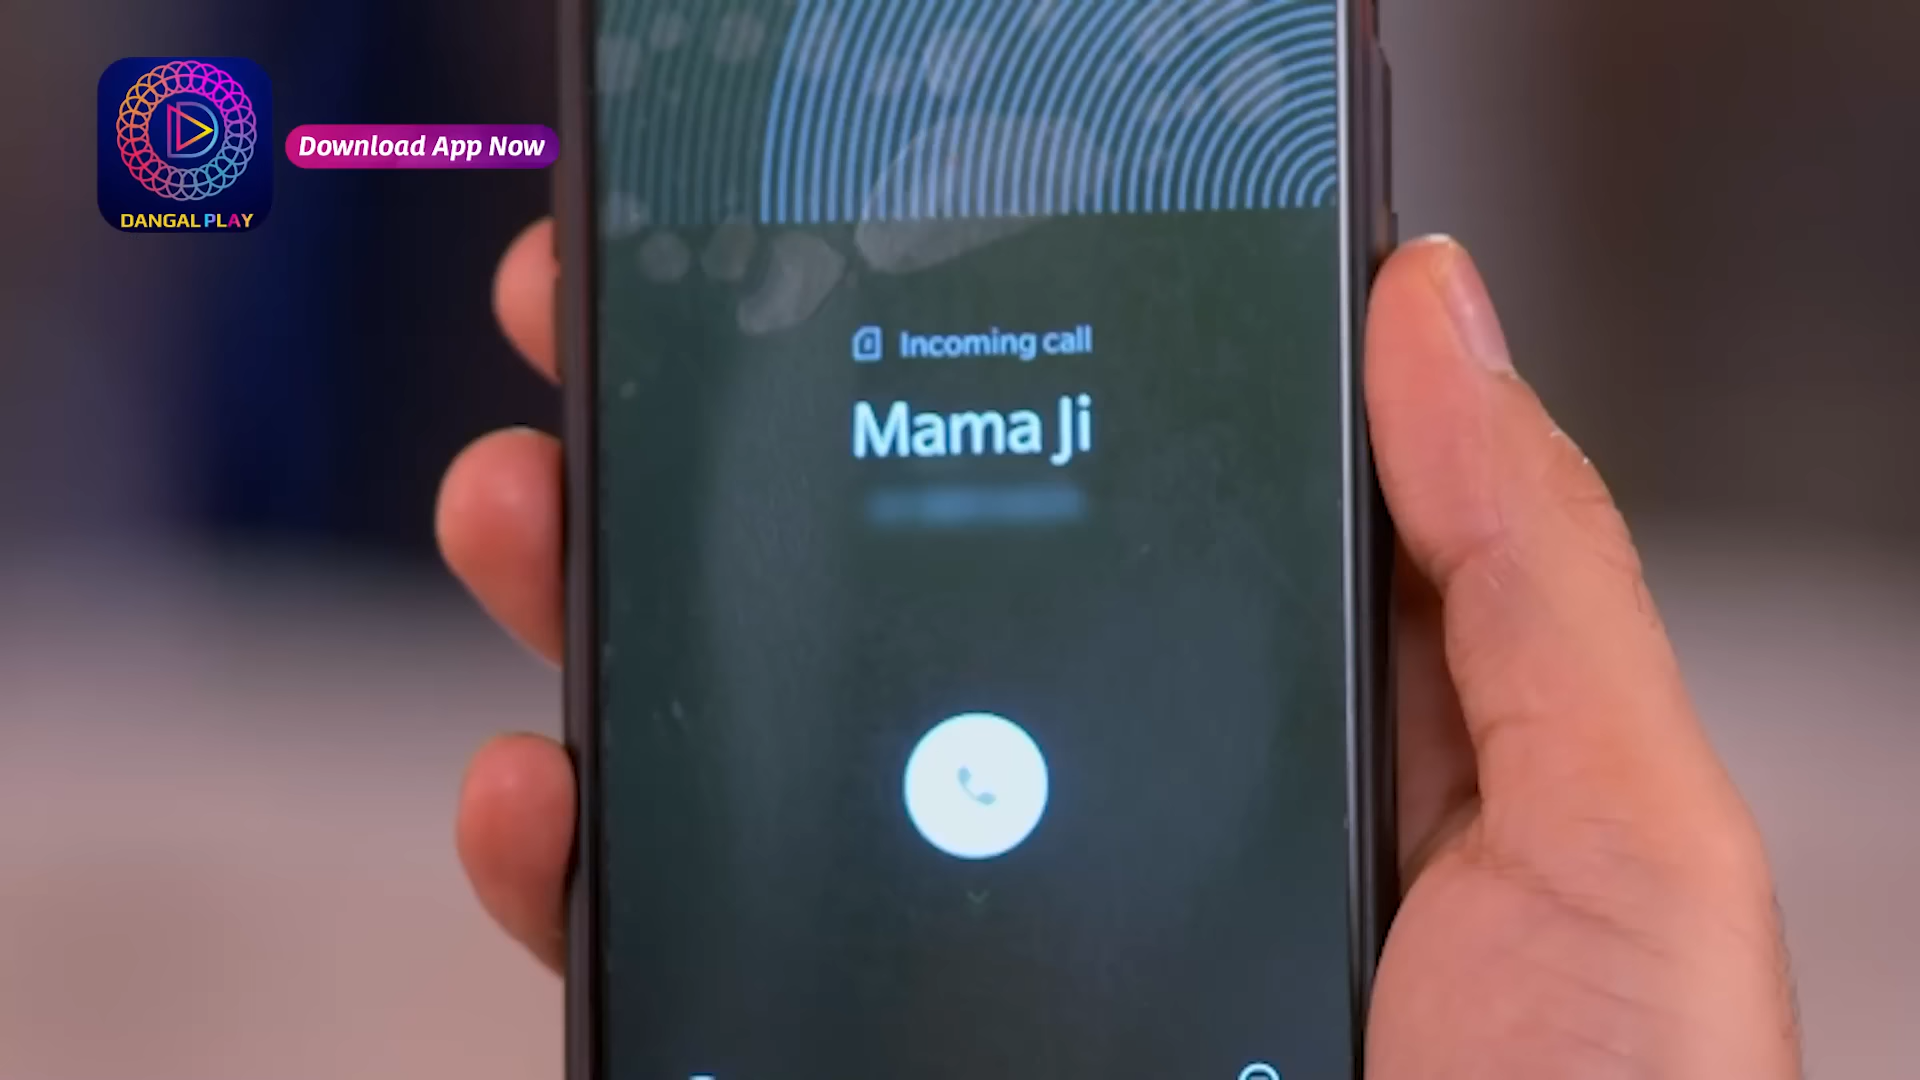 DANGAL PLAY
Download App Now
Incoming call
Mama Ji